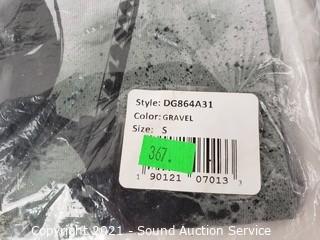 Style: DG864A31
Color: GRAVEL
Size: S
367.
1 90121 07013 3
Copyright 2021 - Sound Auction Service